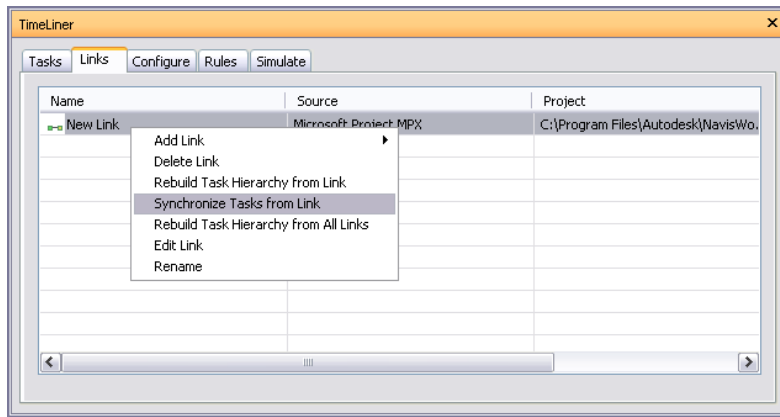 TimeLiner
Tasks Links Configure Rules Simulate
Name Source Project
New Link Microsoft Project MPX C:\Program Files\Autodesk\NavisWo.
Add Link
Delete Link
Rebuild Task Hierarchy from Link
Synchronize Tasks from Link
Rebuild Task Hierarchy from All Links
Edit Link
Rename